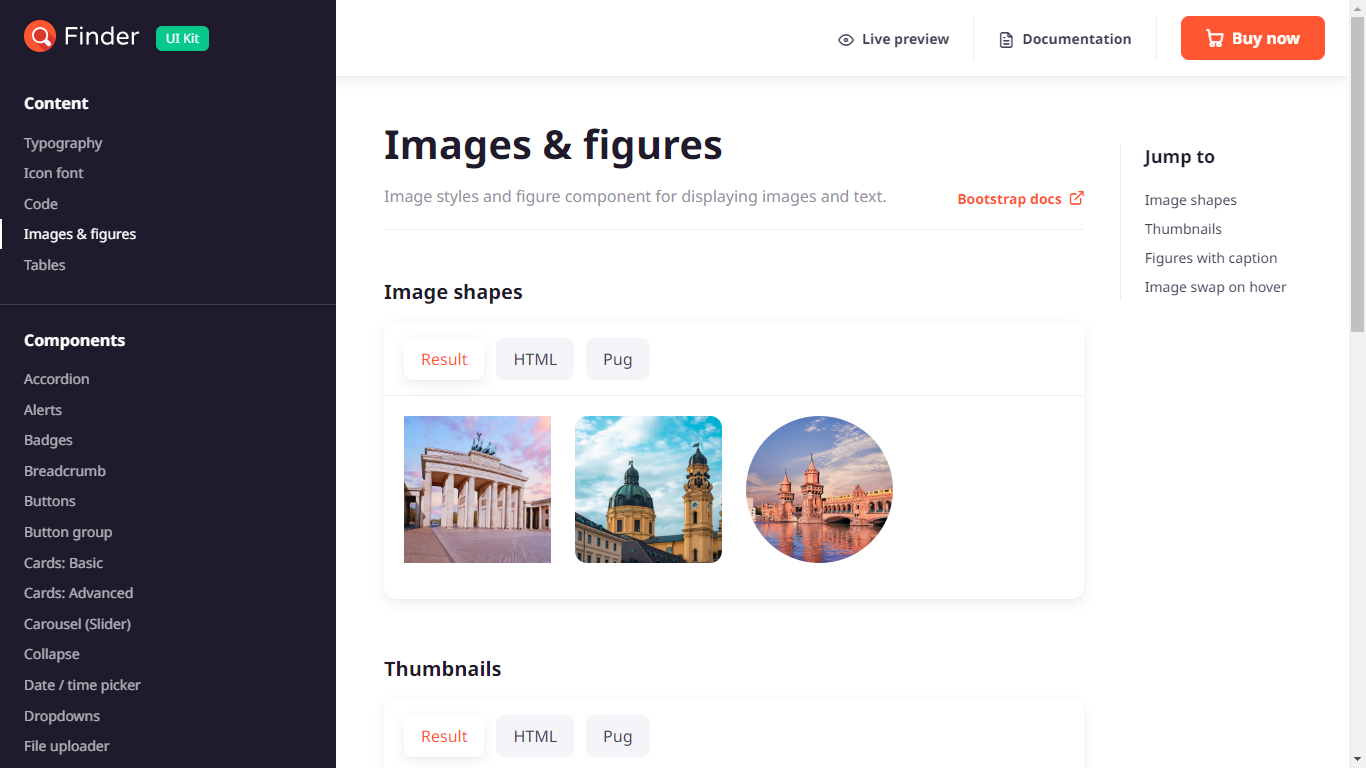 Finder
UI Kit
Content
Typography
Icon font
Code
Images & figures
Tables
Components
Accordion
Alerts
Badges
Breadcrumb
Buttons
Button group
Cards: Basic
Cards: Advanced
Carousel (Slider)
Collapse
Date / time picker
Dropdowns
File uploader
Live preview
Documentation
Buy now
Images & figures
Image styles and figure component for displaying images and text.
Bootstrap docs
Image shapes
Result
HTML
Pug
Thumbnails
Result
HTML
Pug
Jump to
Image shapes
Thumbnails
Figures with caption
Image swap on hover